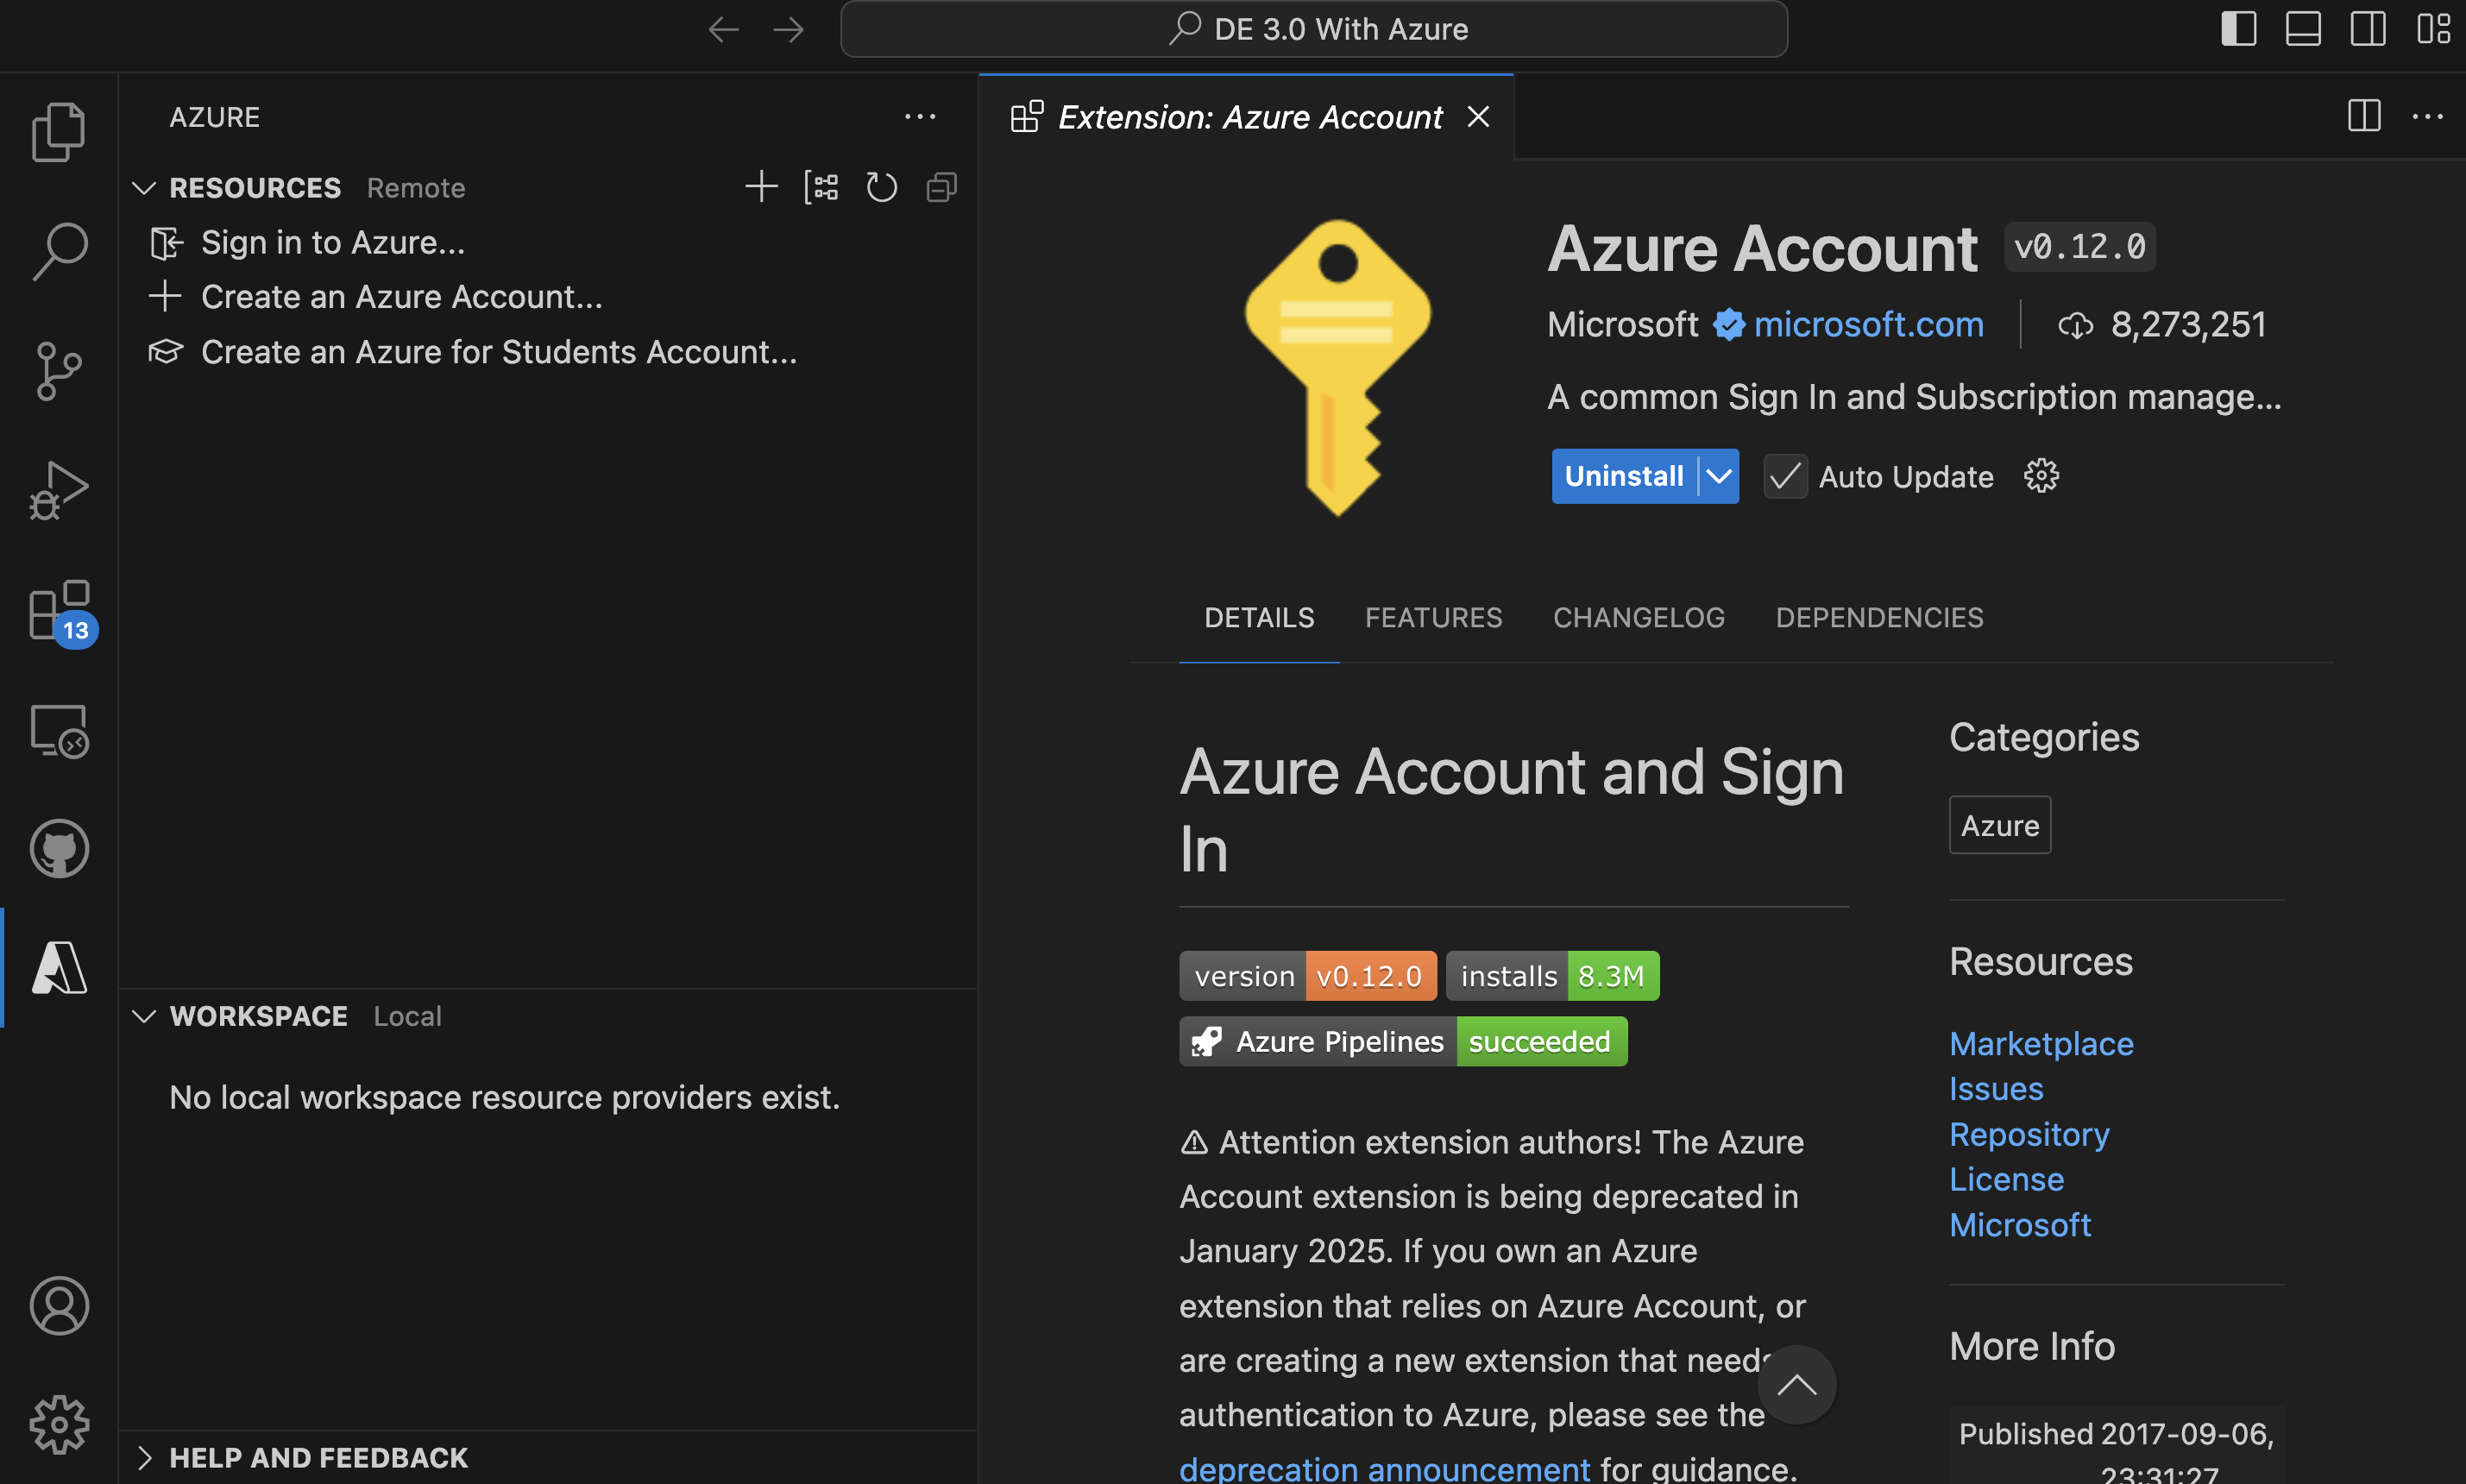 DE 3.0 With Azure
AZURE
RESOURCES Remote
Sign in to Azure...
Create an Azure Account...
Create an Azure for Students Account...
13
WORKSPACE Local
No local workspace resource providers exist.
HELP AND FEEDBACK
Extension: Azure Account
Azure Account v0.12.0
Microsoft microsoft.com 8,273,251
A common Sign In and Subscription manage...
Uninstall Auto Update
DETAILS FEATURES CHANGELOG DEPENDENCIES
Azure Account and Sign
In
version v0.12.0 installs 8.3M
Azure Pipelines succeeded
⚠ Attention extension authors! The Azure
Account extension is being deprecated in
January 2025. If you own an Azure
extension that relies on Azure Account, or
are creating a new extension that needs
authentication to Azure, please see the
deprecation announcement for guidance.
Categories
Azure
Resources
Marketplace
Issues
Repository
License
Microsoft
More Info
Published 2017-09-06,
23:31:27